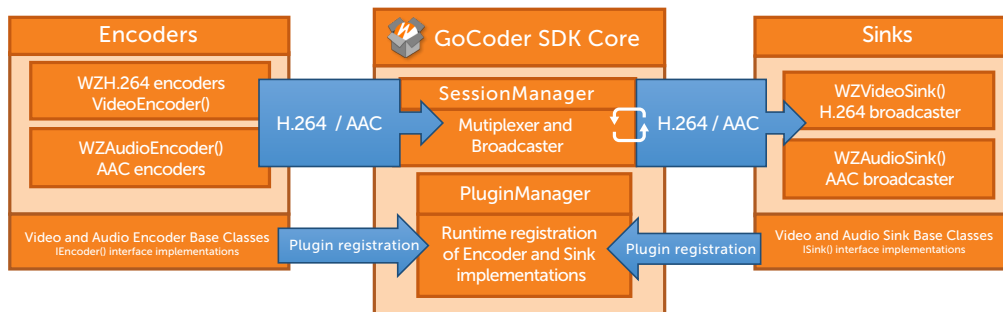 Encoders
WZH.264 encoders
VideoEncoder()
WZAudioEncoder()
AAC encoders
Video and Audio Encoder Base Classes
IEncoder() interface implementations
H.264 / AAC
Plugin registration
GoCoder SDK Core
SessionManager
Mutiplexer and
Broadcaster
PluginManager
Runtime registration
of Encoder and Sink
implementations
H.264 / AAC
Plugin registration
Sinks
WZVideoSink()
H.264 broadcaster
WZAudioSink()
AAC broadcaster
Video and Audio Sink Base Classes
ISink() interface implementations